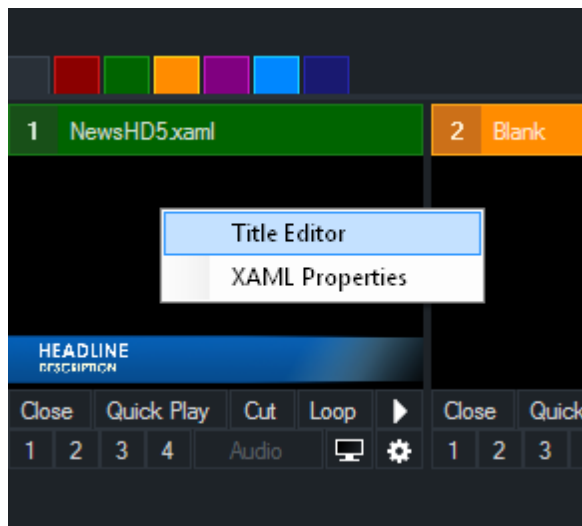 1 NewsHD5.xaml 2 Blank
Title Editor
XAML Properties
HEADLINE
DESCRIPTION
Close Quick Play Cut Loop Close Quick
1 2 3 4 Audio 1 2 3